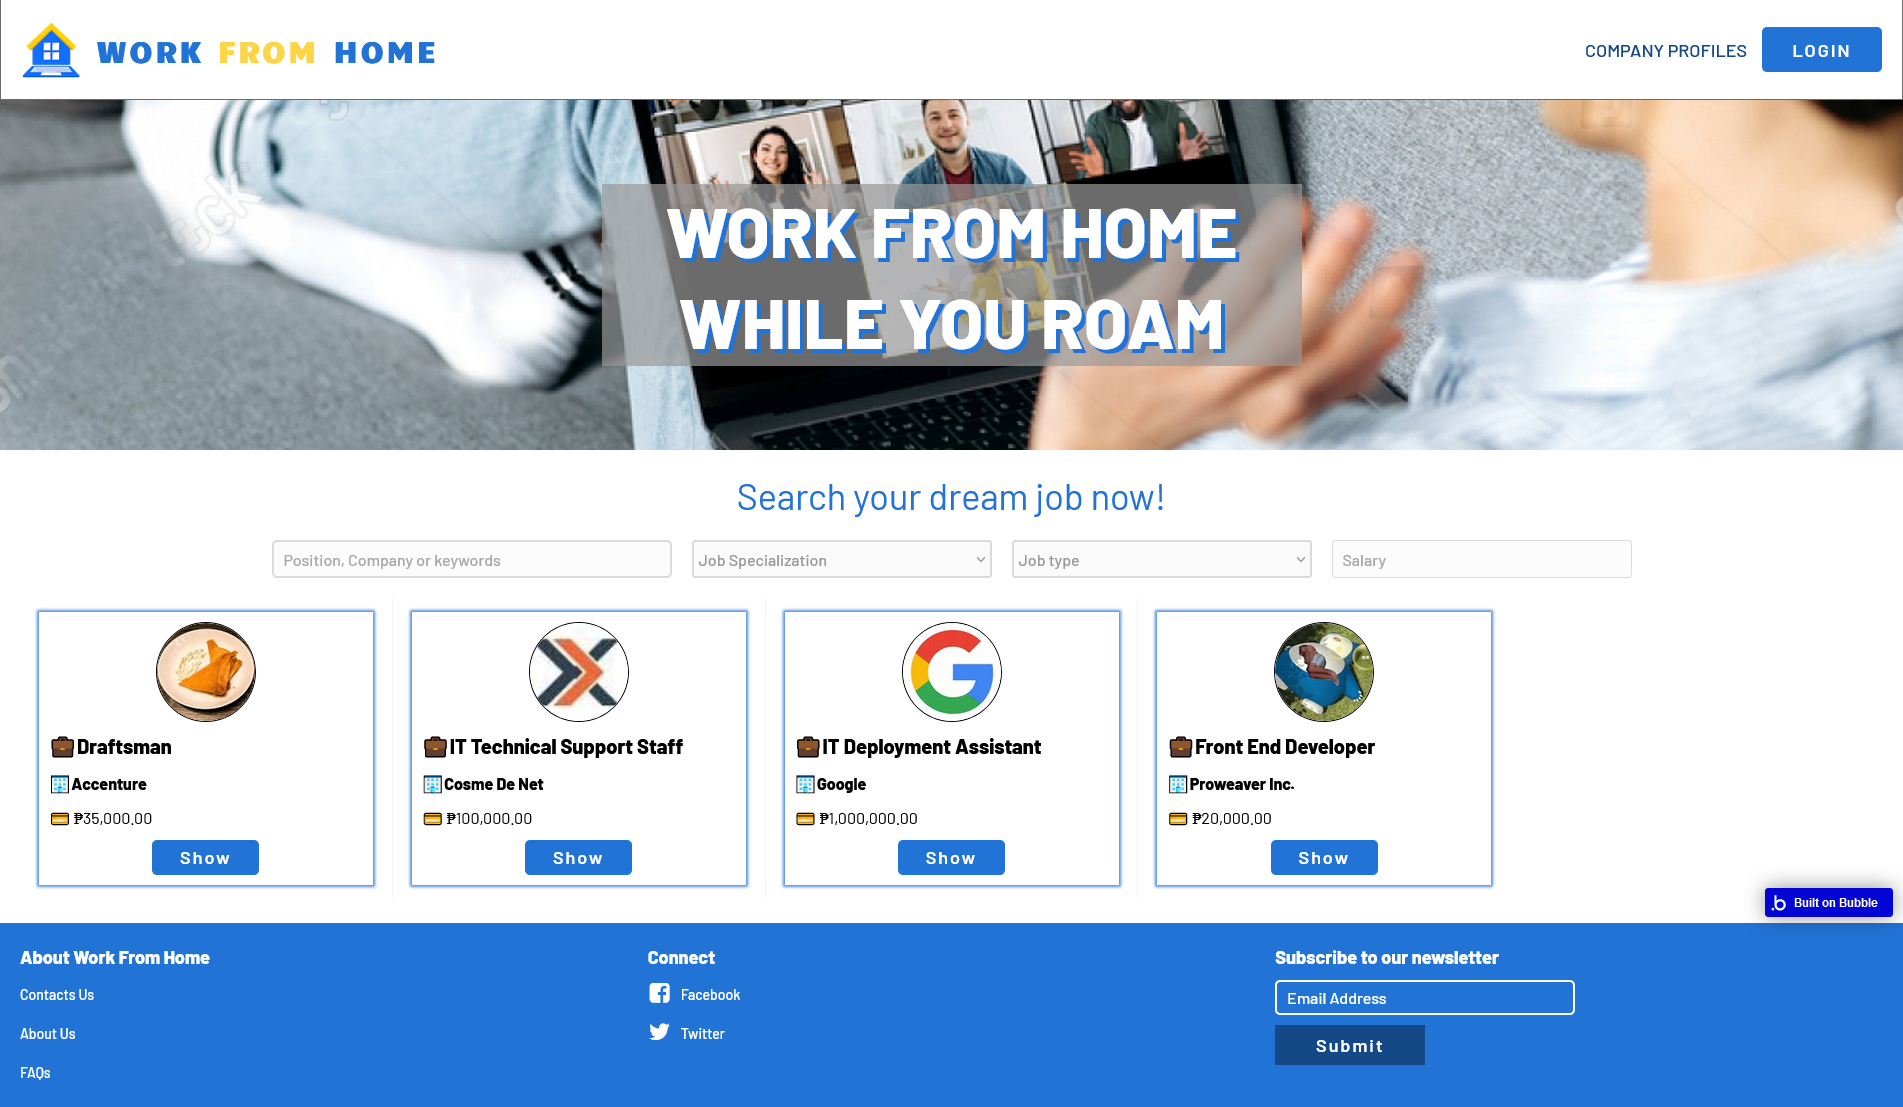 WORK FROM HOME
COMPANY PROFILES
LOGIN
WORK FROM HOME
WHILE YOU ROAM
Search your dream job now!
Position, Company or keywords
Job Specialization
Job type
Salary
Draftsman
Accenture
₱35,000.00
Show
IT Technical Support Staff
Cosme De Net
₱100,000.00
Show
IT Deployment Assistant
Google
₱1,000,000.00
Show
Front End Developer
Proweaver Inc.
₱20,000.00
Show
Built on Bubble
About Work From Home
Contacts Us
About Us
FAQs
Connect
Facebook
Twitter
Subscribe to our newsletter
Email Address
Submit